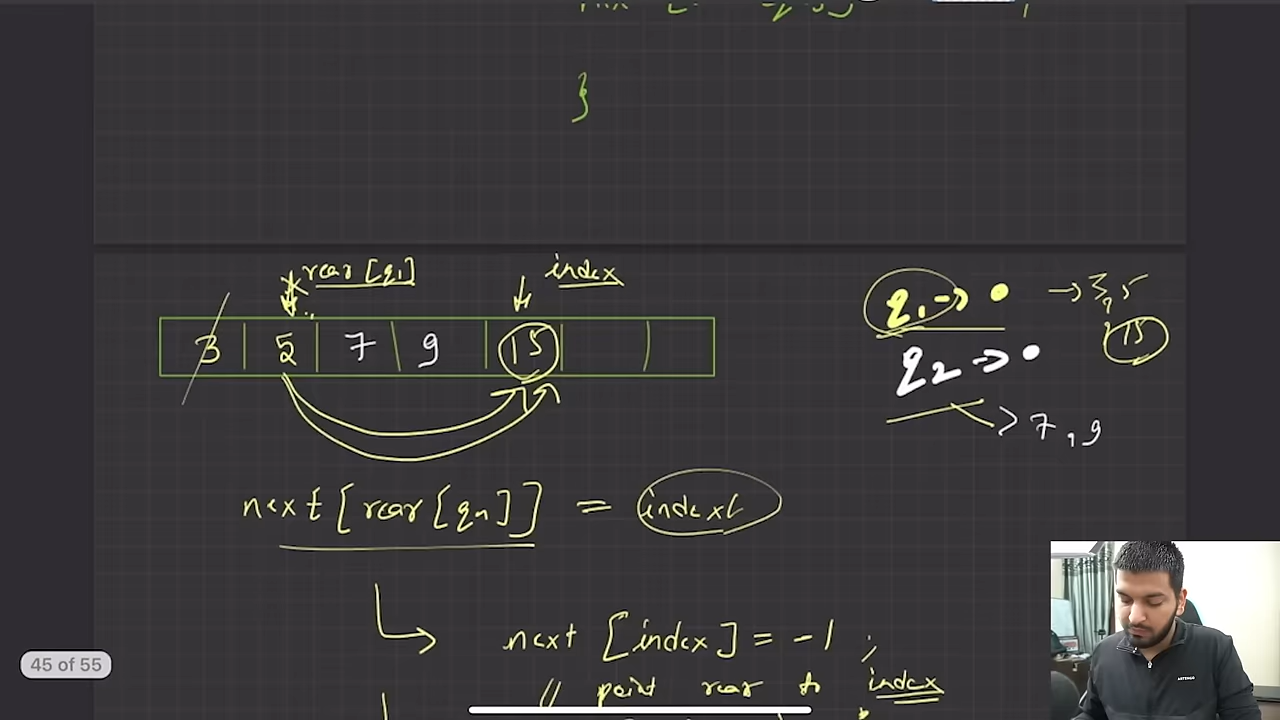 }
rear [q1]
index
3 5 7 9 15
q1 → • → 3, 5
15
q2 → •
> 7, 9
next [rear [qn]] = index
next [index] = -1 ;
// point rear to index
45 of 55